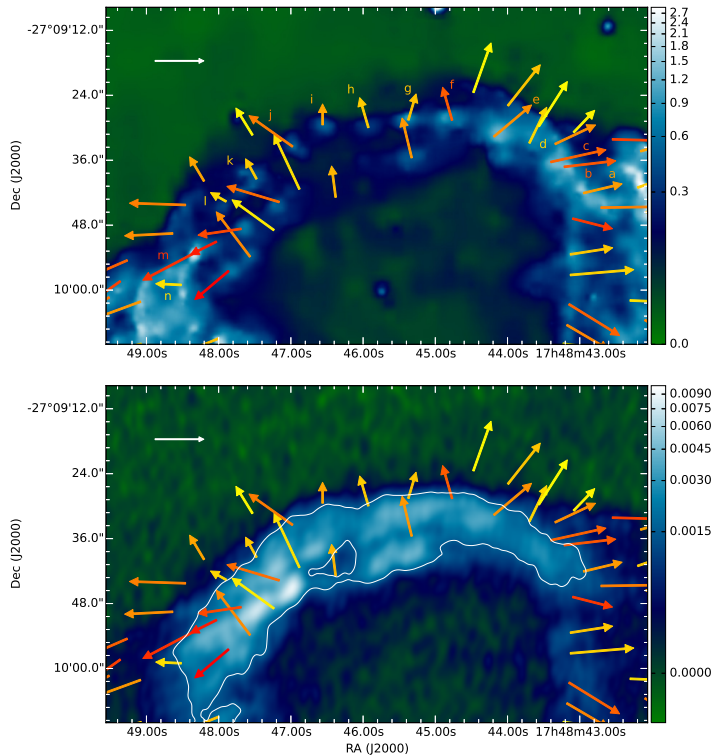 -27°09'12.0"
24.0"
36.0"
48.0"
10'00.0"
Dec (J2000)
49.00s 48.00s 47.00s 46.00s 45.00s 44.00s 17h48m43.00s
2.7
2.4
2.1
1.8
1.5
1.2
0.9
0.6
0.3
0.0
a
b
c
d
e
f
g
h
i
j
k
l
m
n
-27°09'12.0"
24.0"
36.0"
48.0"
10'00.0"
Dec (J2000)
49.00s 48.00s 47.00s 46.00s 45.00s 44.00s 17h48m43.00s
RA (J2000)
0.0090
0.0075
0.0060
0.0045
0.0030
0.0015
0.0000